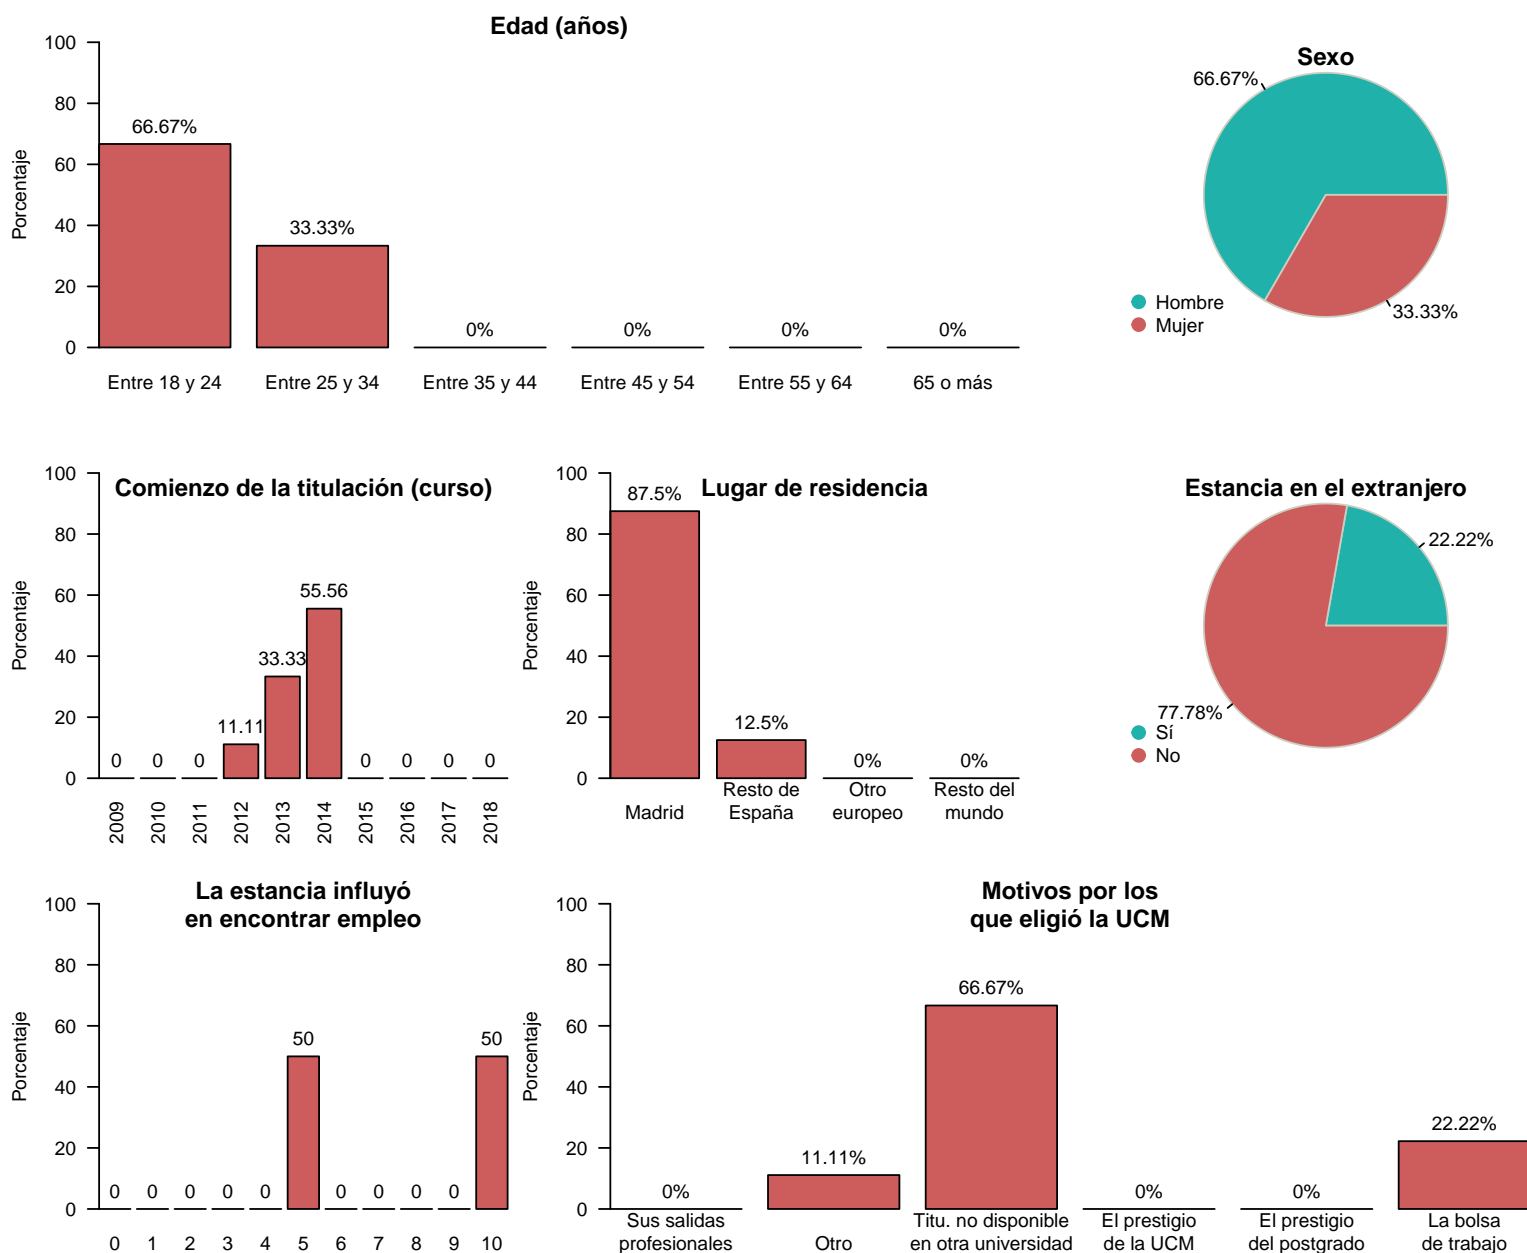 Edad (años)
Porcentaje
100
80
60
40
20
0
66.67%
33.33%
0%
0%
0%
0%
Entre 18 y 24
Entre 25 y 34
Entre 35 y 44
Entre 45 y 54
Entre 55 y 64
65 o más
Sexo
66.67%
33.33%
Hombre
Mujer
Comienzo de la titulación (curso)
Porcentaje
100
80
60
40
20
0
0
0
0
11.11
33.33
55.56
0
0
0
0
2009
2010
2011
2012
2013
2014
2015
2016
2017
2018
Lugar de residencia
Porcentaje
100
80
60
40
20
0
87.5%
12.5%
0%
0%
Madrid
Resto de
España
Otro
europeo
Resto del
mundo
Estancia en el extranjero
22.22%
77.78%
Sí
No
La estancia influyó
en encontrar empleo
Porcentaje
100
80
60
40
20
0
0
0
0
0
0
50
0
0
0
0
50
0
1
2
3
4
5
6
7
8
9
10
Motivos por los
que eligió la UCM
Porcentaje
100
80
60
40
20
0
0%
11.11%
66.67%
0%
0%
22.22%
Sus salidas
profesionales
Otro
Titu. no disponible
en otra universidad
El prestigio
de la UCM
El prestigio
del postgrado
La bolsa
de trabajo